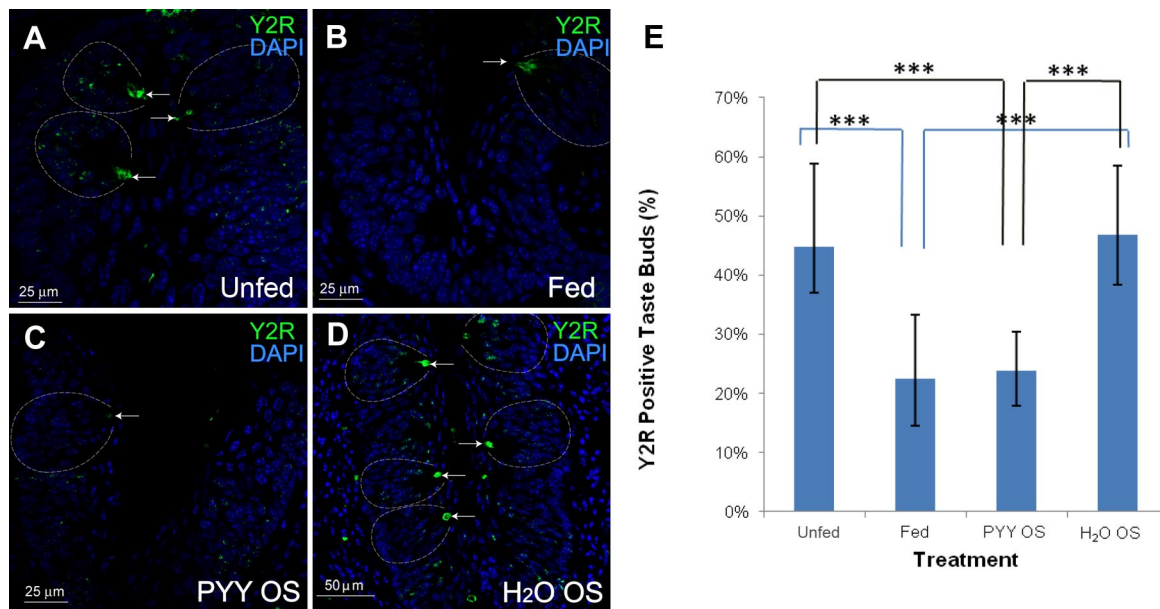 A
Y2R
DAPI
25 μm
Unfed
B
Y2R
DAPI
25 μm
Fed
C
Y2R
DAPI
25 μm
PYY OS
D
Y2R
DAPI
50 μm
H₂O OS
E
*** ***
*** ***
70%
60%
50%
40%
30%
20%
10%
0%
Y2R Positive Taste Buds (%)
Unfed Fed PYY OS H₂O OS
Treatment